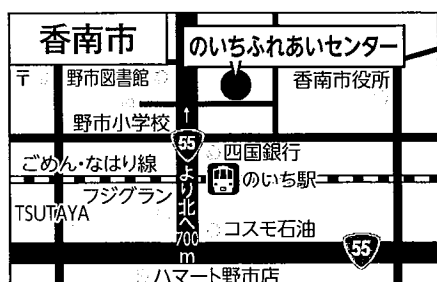 香南市
のいちふれあいセンター
〒
野市図書館
香南市役所
野市小学校
↑
55
より北へ700m
四国銀行
ごめん・なはり線
のいち駅
フジグラン
TSUTAYA
コスモ石油
55
ハマート野市店